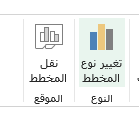 تغيير نوع
المخطط
النوع
نقل
المخطط
الموقع